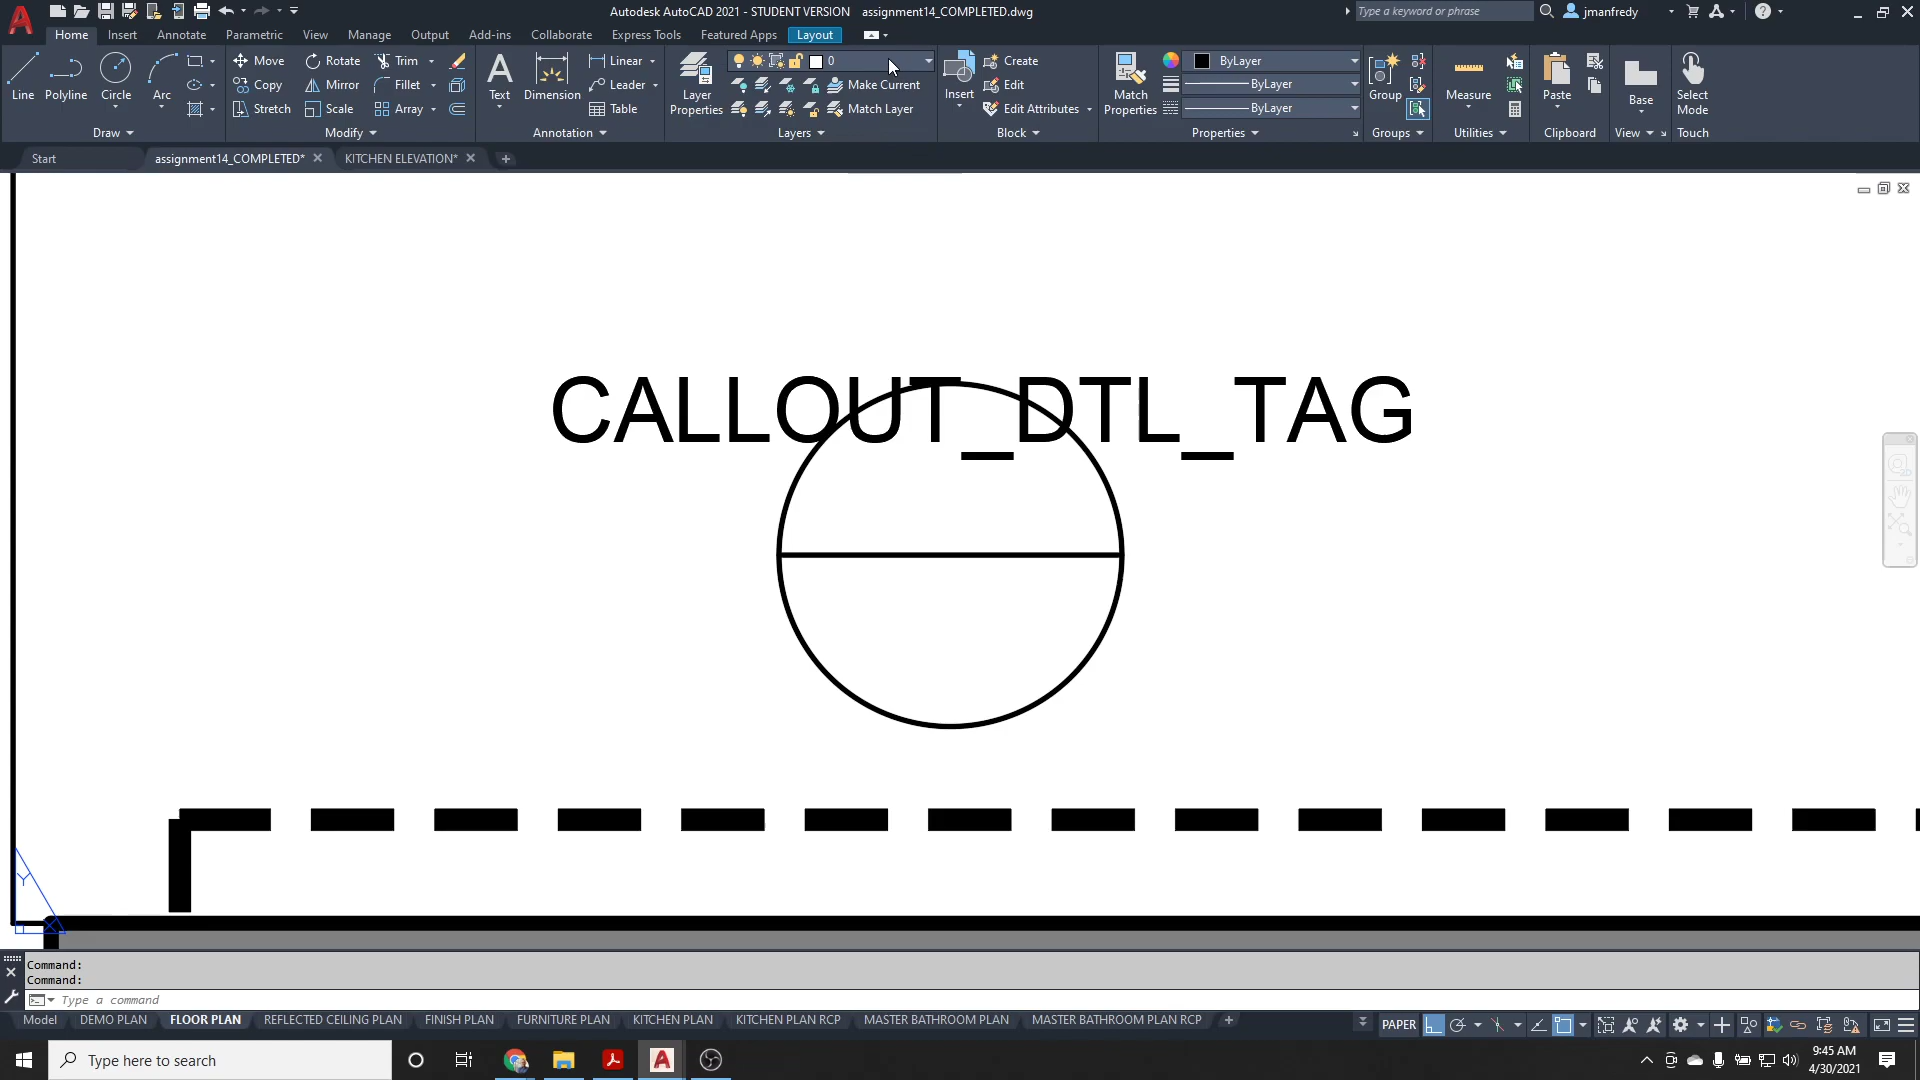 Autodesk AutoCAD 2021 - STUDENT VERSION assignment14_COMPLETED.dwg
Type a keyword or phrase
jmanfredy
Home Insert Annotate Parametric View Manage Output Add-ins Collaborate Express Tools Featured Apps Layout
Line Polyline Circle Arc
Move Rotate Trim
Copy Mirror Fillet
Stretch Scale Array
Text Dimension
Linear
Leader
Table
Layer Properties
0
Make Current
Match Layer
Insert
Create
Edit
Edit Attributes
Match Properties
ByLayer
ByLayer
ByLayer
Group
Measure
Paste
Base
Select Mode
Draw Modify Annotation Layers Block Properties Groups Utilities Clipboard View Touch
Start assignment14_COMPLETED* KITCHEN ELEVATION*
CALLOUT_DTL_TAG
Y
Command:
Command:
Type a command
Model DEMO PLAN FLOOR PLAN REFLECTED CEILING PLAN FINISH PLAN FURNITURE PLAN KITCHEN PLAN KITCHEN PLAN RCP MASTER BATHROOM PLAN MASTER BATHROOM PLAN RCP
PAPER
Type here to search
9:45 AM
4/30/2021